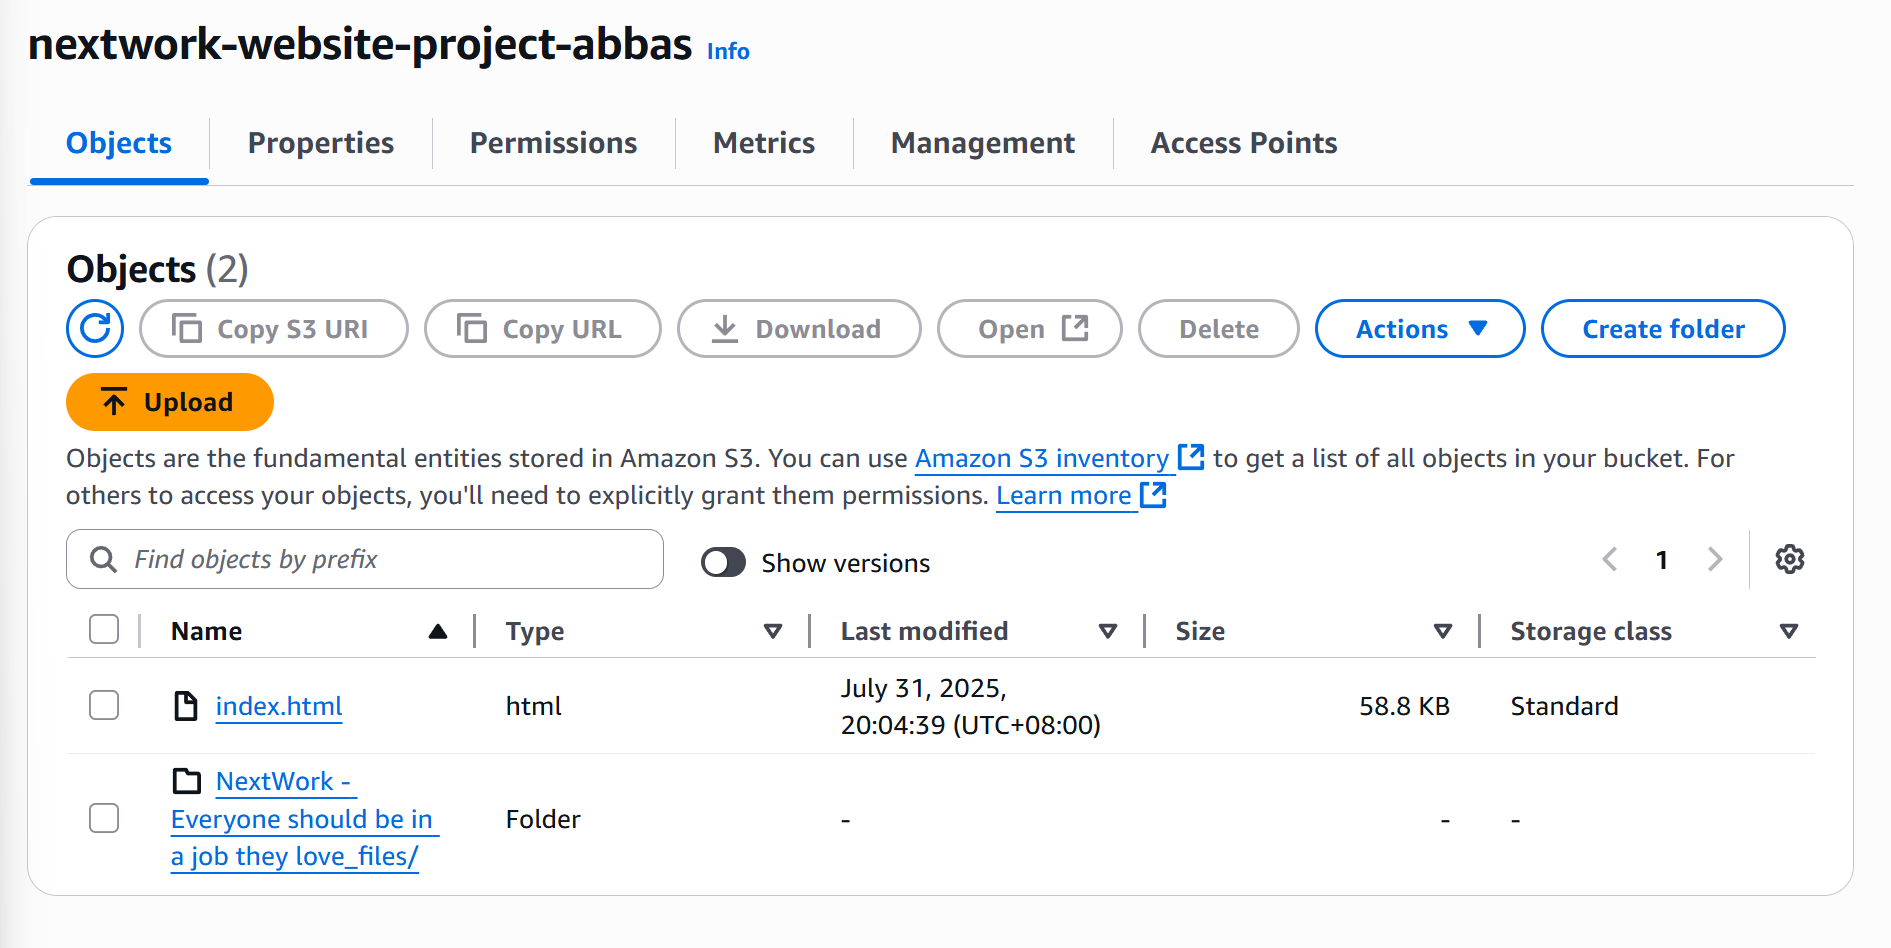 nextwork-website-project-abbas Info
Objects Properties Permissions Metrics Management Access Points
Objects (2)
Copy S3 URI Copy URL Download Open Delete Actions Create folder
Upload
Objects are the fundamental entities stored in Amazon S3. You can use Amazon S3 inventory to get a list of all objects in your bucket. For
others to access your objects, you'll need to explicitly grant them permissions. Learn more
Find objects by prefix Show versions 1
Name Type Last modified Size Storage class
index.html html July 31, 2025, 58.8 KB Standard
20:04:39 (UTC+08:00)
NextWork -
Everyone should be in Folder - - -
a job they love_files/